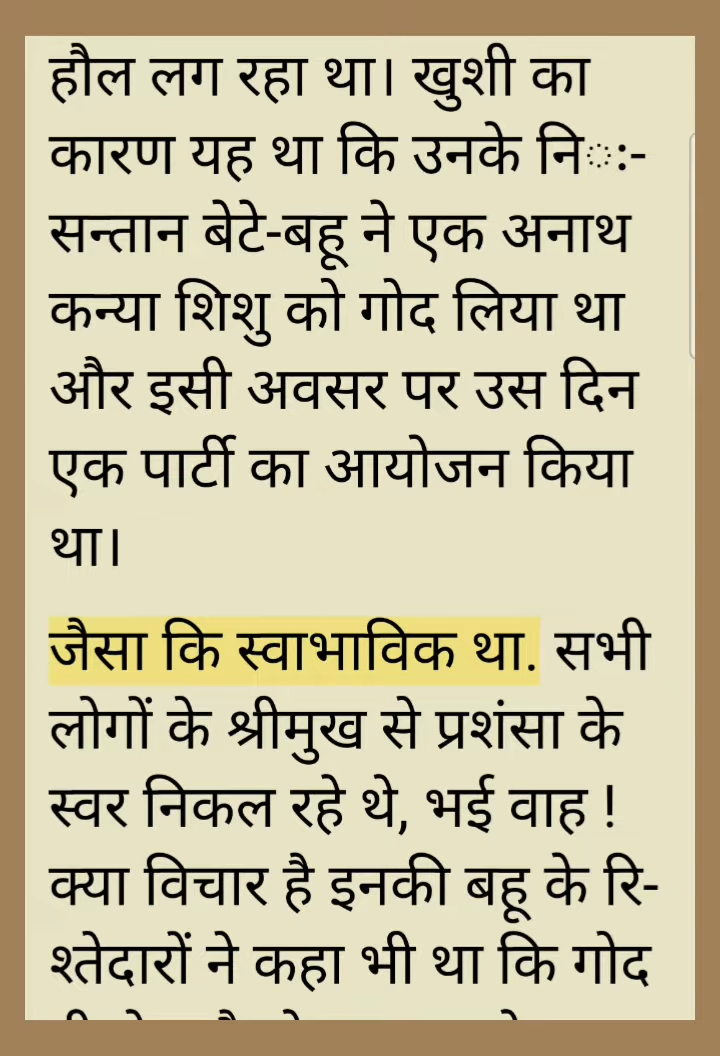 हौल लग रहा था। खुशी का
कारण यह था कि उनके निः-
सन्तान बेटे-बहू ने एक अनाथ
कन्या शिशु को गोद लिया था
और इसी अवसर पर उस दिन
एक पार्टी का आयोजन किया
था।
जैसा कि स्वाभाविक था. सभी
लोगों के श्रीमुख से प्रशंसा के
स्वर निकल रहे थे, भई वाह !
क्या विचार है इनकी बहू के रि-
श्तेदारों ने कहा भी था कि गोद